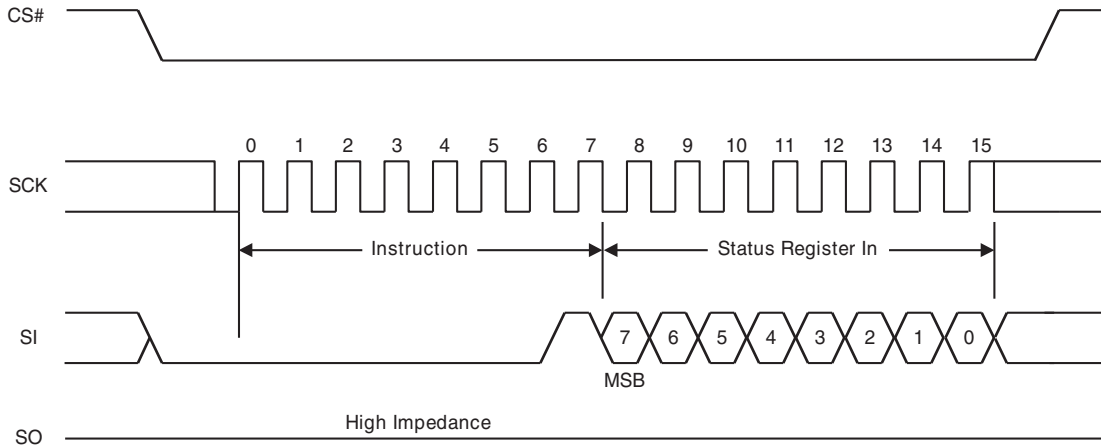 CS#
0 1 2 3 4 5 6 7 8 9 10 11 12 13 14 15
SCK
Instruction Status Register In
SI
7 6 5 4 3 2 1 0
MSB
High Impedance
SO